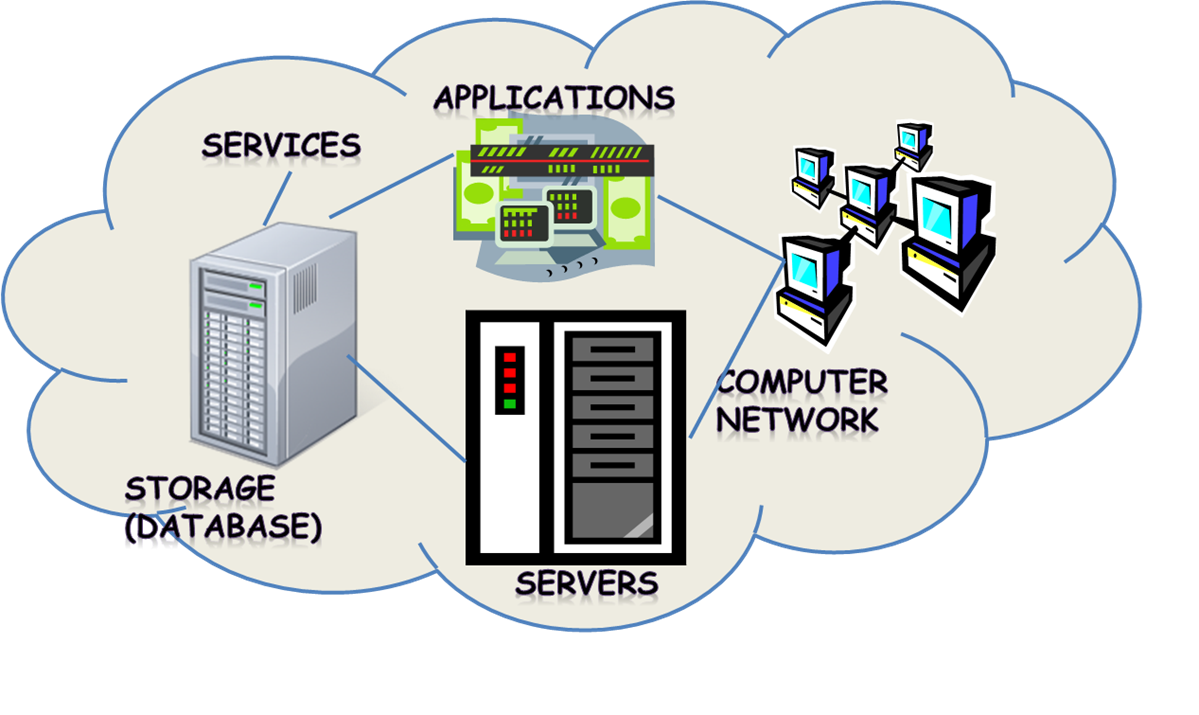 APPLICATIONS
SERVICES
COMPUTER
NETWORK
STORAGE
(DATABASE)
SERVERS